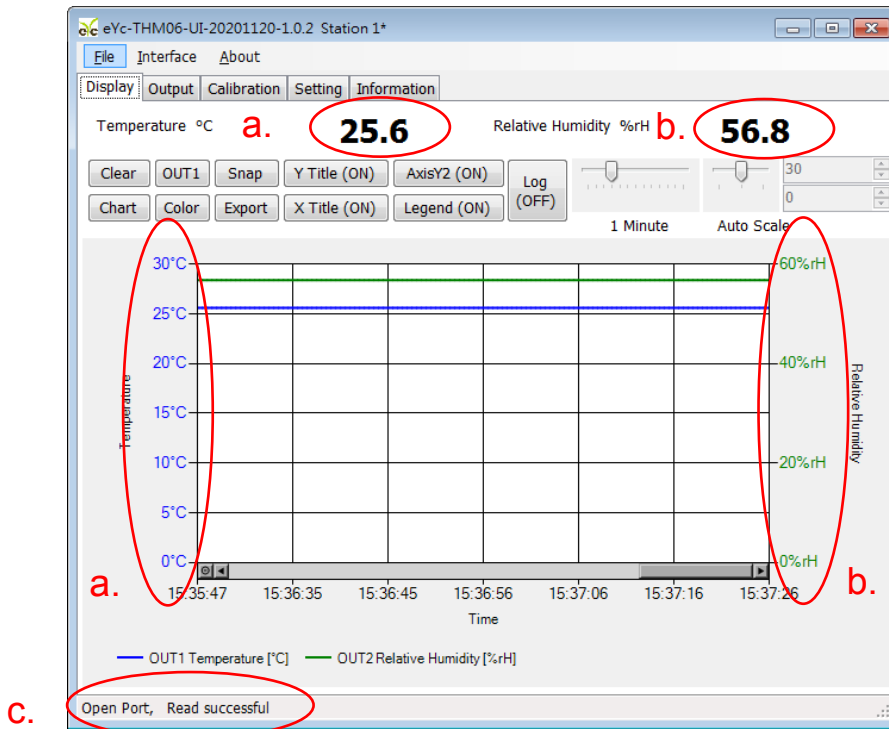 eYc-THM06-UI-20201120-1.0.2 Station 1*
File Interface About
Display Output Calibration Setting Information
Temperature °C a. 25.6 Relative Humidity %rH b. 56.8
Clear OUT1 Snap Y Title (ON) AxisY2 (ON) Log (OFF) 30
Chart Color Export X Title (ON) Legend (ON) 0
1 Minute Auto Scale
30°C 60%rH
25°C
20°C 40%rH
Temperature
Relative Humidity
15°C
10°C 20%rH
5°C
0°C 0%rH
a. b.
15:35:47 15:36:35 15:36:45 15:36:56 15:37:06 15:37:16 15:37:26
Time
OUT1 Temperature [°C] OUT2 Relative Humidity [%rH]
c. Open Port, Read successful